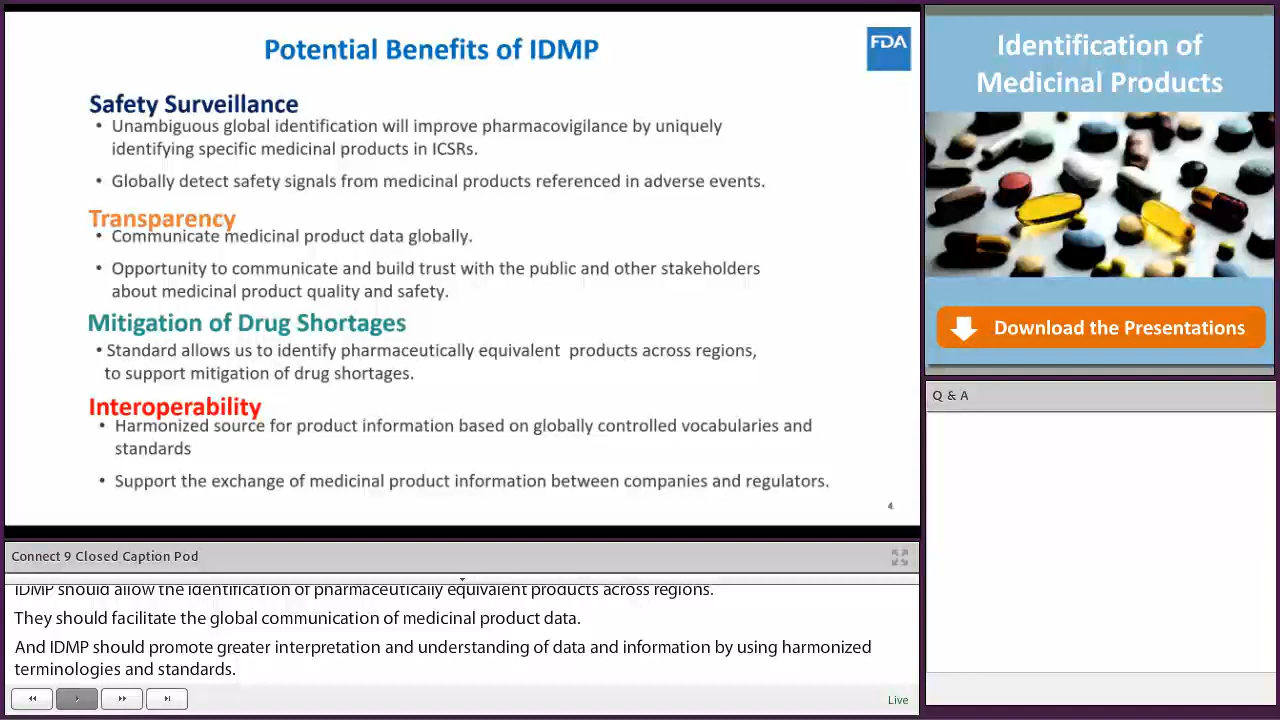 Potential Benefits of IDMP
FDA
Safety Surveillance
• Unambiguous global identification will improve pharmacovigilance by uniquely
identifying specific medicinal products in ICSRs.
• Globally detect safety signals from medicinal products referenced in adverse events.
Transparency
• Communicate medicinal product data globally.
• Opportunity to communicate and build trust with the public and other stakeholders
about medicinal product quality and safety.
Mitigation of Drug Shortages
• Standard allows us to identify pharmaceutically equivalent products across regions,
to support mitigation of drug shortages.
Interoperability
• Harmonized source for product information based on globally controlled vocabularies and
standards
• Support the exchange of medicinal product information between companies and regulators.
4
Connect 9 Closed Caption Pod
IDMP should allow the identification of pharmaceutically equivalent products across regions.
They should facilitate the global communication of medicinal product data.
And IDMP should promote greater interpretation and understanding of data and information by using harmonized
terminologies and standards.
Live
Identification of
Medicinal Products
Download the Presentations
Q & A